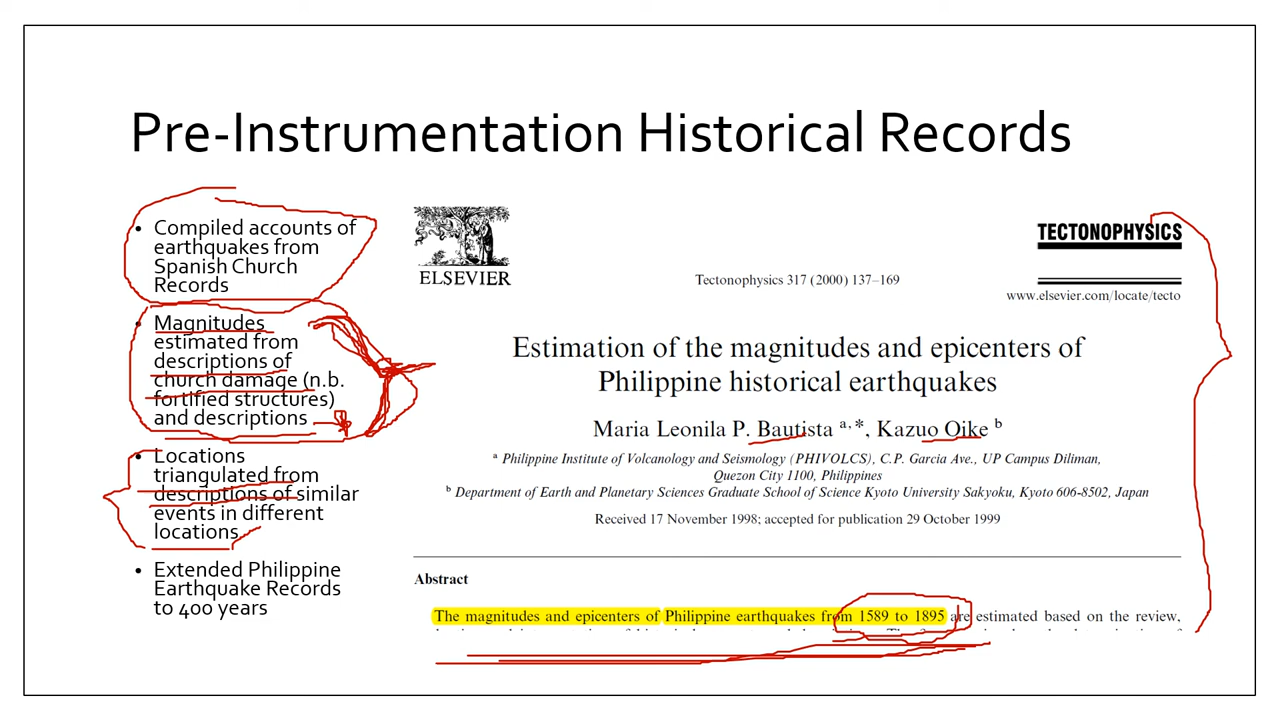 Pre-Instrumentation Historical Records
• Compiled accounts of
earthquakes from
Spanish Church
Records
• Magnitudes
estimated from
descriptions of
church damage (n.b.
fortified structures)
and descriptions
• Locations
triangulated from
descriptions of similar
events in different
locations
• Extended Philippine
Earthquake Records
to 400 years
ELSEVIER
Tectonophysics 317 (2000) 137–169
TECTONOPHYSICS
www.elsevier.com/locate/tecto
Estimation of the magnitudes and epicenters of
Philippine historical earthquakes
Maria Leonila P. Bautista a,*, Kazuo Oike b
a Philippine Institute of Volcanology and Seismology (PHIVOLCS), C.P. Garcia Ave., UP Campus Diliman,
Quezon City 1100, Philippines
b Department of Earth and Planetary Sciences Graduate School of Science Kyoto University Sakyoku, Kyoto 606-8502, Japan
Received 17 November 1998; accepted for publication 29 October 1999
Abstract
The magnitudes and epicenters of Philippine earthquakes from 1589 to 1895 are estimated based on the review,